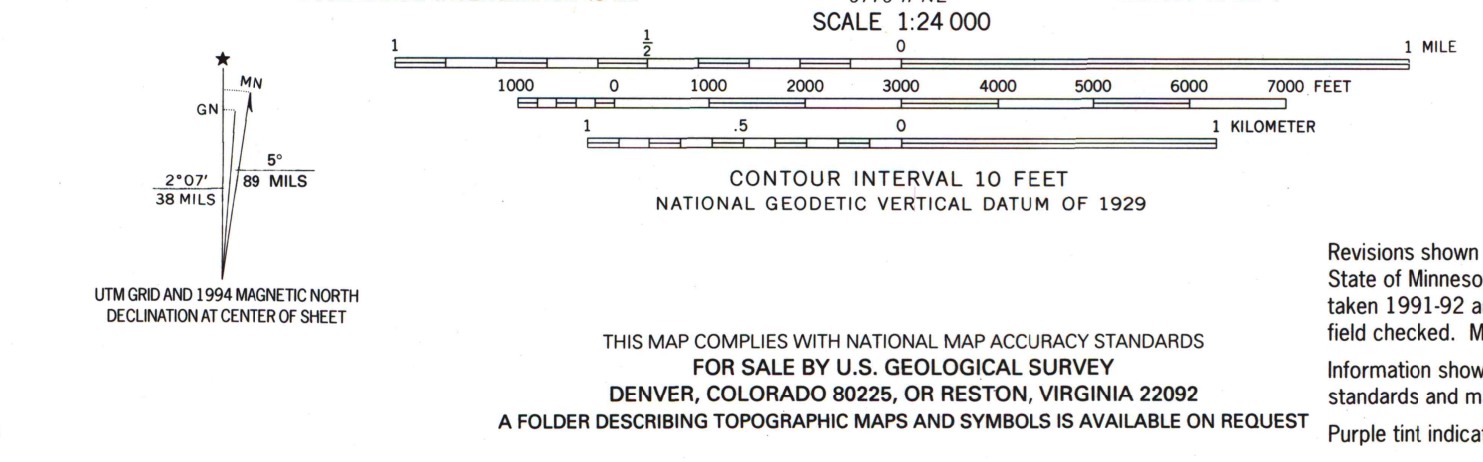 SCALE 1:24 000
1 1/2 0 1 MILE
1000 0 1000 2000 3000 4000 5000 6000 7000 FEET
1 .5 0 1 KILOMETER
CONTOUR INTERVAL 10 FEET
NATIONAL GEODETIC VERTICAL DATUM OF 1929
★
MN
GN
5°
89 MILS
2°07′
38 MILS
UTM GRID AND 1994 MAGNETIC NORTH
DECLINATION AT CENTER OF SHEET
THIS MAP COMPLIES WITH NATIONAL MAP ACCURACY STANDARDS
FOR SALE BY U.S. GEOLOGICAL SURVEY
DENVER, COLORADO 80225, OR RESTON, VIRGINIA 22092
A FOLDER DESCRIBING TOPOGRAPHIC MAPS AND SYMBOLS IS AVAILABLE ON REQUEST
Revisions shown
State of Minneso
taken 1991-92 a
field checked. M
Information show
standards and m
Purple tint indica